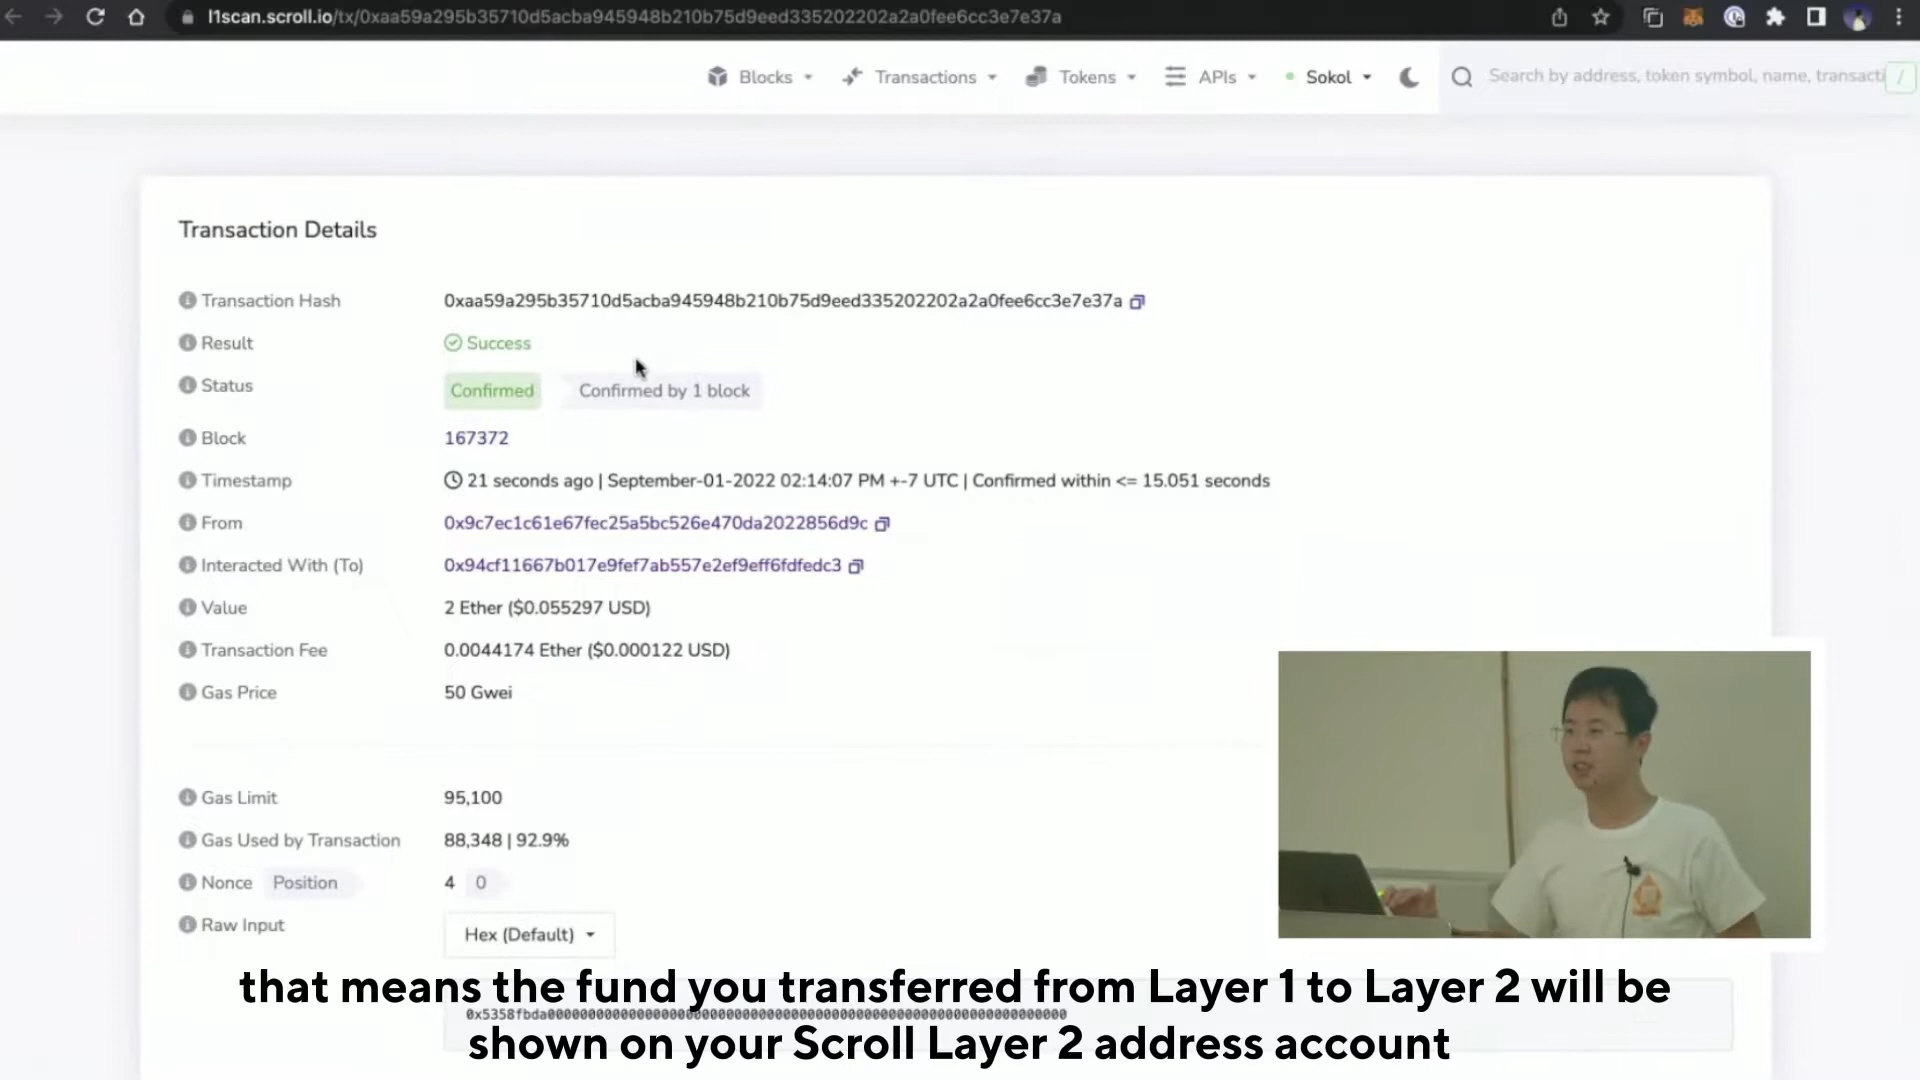 l1scan.scroll.io/tx/0xaa59a295b35710d5acba945948b210b75d9eed335202202a2a0fee6cc3e7e37a
Blocks Transactions Tokens APIs Sokol Search by address, token symbol, name, transacti /
Transaction Details
Transaction Hash 0xaa59a295b35710d5acba945948b210b75d9eed335202202a2a0fee6cc3e7e37a
Result Success
Status Confirmed Confirmed by 1 block
Block 167372
Timestamp 21 seconds ago | September-01-2022 02:14:07 PM +-7 UTC | Confirmed within <= 15.051 seconds
From 0x9c7ec1c61e67fec25a5bc526e470da2022856d9c
Interacted With (To) 0x94cf11667b017e9fef7ab557e2ef9eff6fdfedc3
Value 2 Ether ($0.055297 USD)
Transaction Fee 0.0044174 Ether ($0.000122 USD)
Gas Price 50 Gwei
Gas Limit 95,100
Gas Used by Transaction 88,348 | 92.9%
Nonce Position 4 0
Raw Input Hex (Default)
that means the fund you transferred from Layer 1 to Layer 2 will be
shown on your Scroll Layer 2 address account